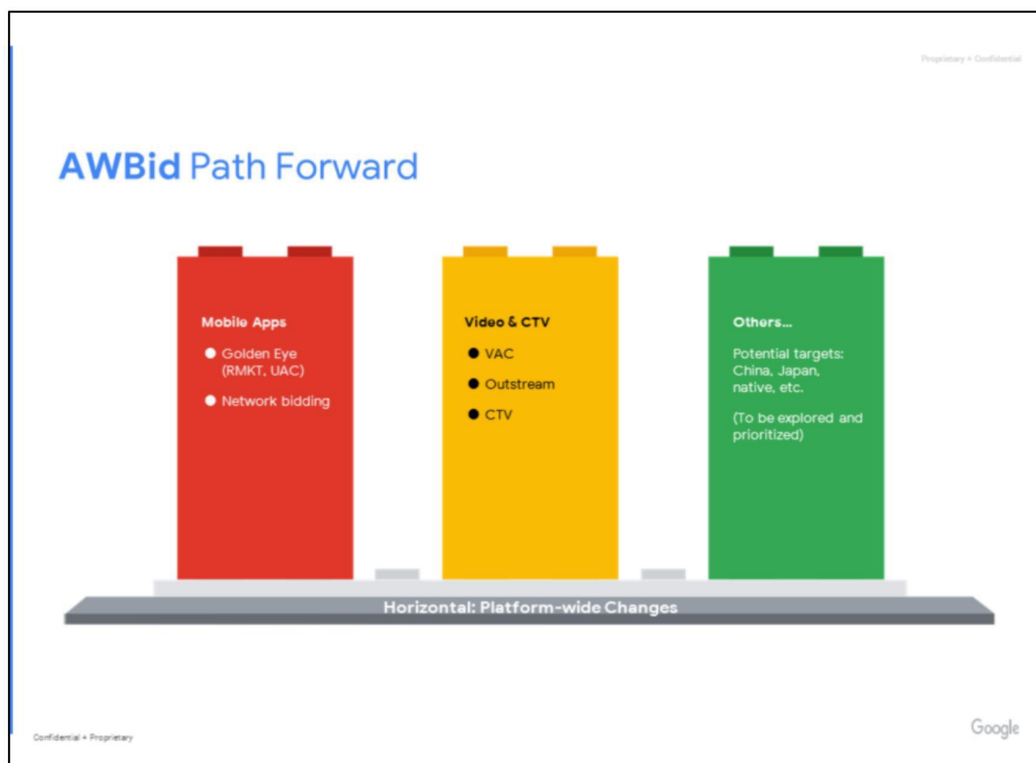 Proprietary + Confidential
AWBid Path Forward
Mobile Apps
Golden Eye
(RMKT, UAC)
Network bidding
Video & CTV
VAC
Outstream
CTV
Others...
Potential targets:
China, Japan,
native, etc.
(To be explored and
prioritized)
Horizontal: Platform-wide Changes
Confidential + Proprietary
Google